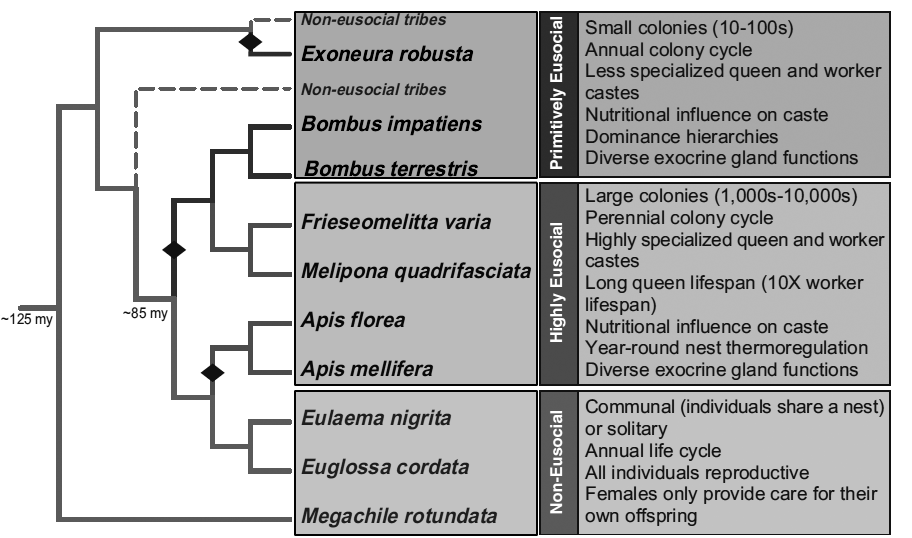 Non-eusocial tribes
Exoneura robusta
Non-eusocial tribes
Bombus impatiens
Bombus terrestris
Primitively Eusocial
Small colonies (10-100s)
Annual colony cycle
Less specialized queen and worker
castes
Nutritional influence on caste
Dominance hierarchies
Diverse exocrine gland functions
Frieseomelitta varia
Melipona quadrifasciata
Apis florea
Apis mellifera
Highly Eusocial
Large colonies (1,000s-10,000s)
Perennial colony cycle
Highly specialized queen and worker
castes
Long queen lifespan (10X worker
lifespan)
Nutritional influence on caste
Year-round nest thermoregulation
Diverse exocrine gland functions
~125 my
~85 my
Eulaema nigrita
Euglossa cordata
Megachile rotundata
Non-Eusocial
Communal (individuals share a nest)
or solitary
Annual life cycle
All individuals reproductive
Females only provide care for their
own offspring